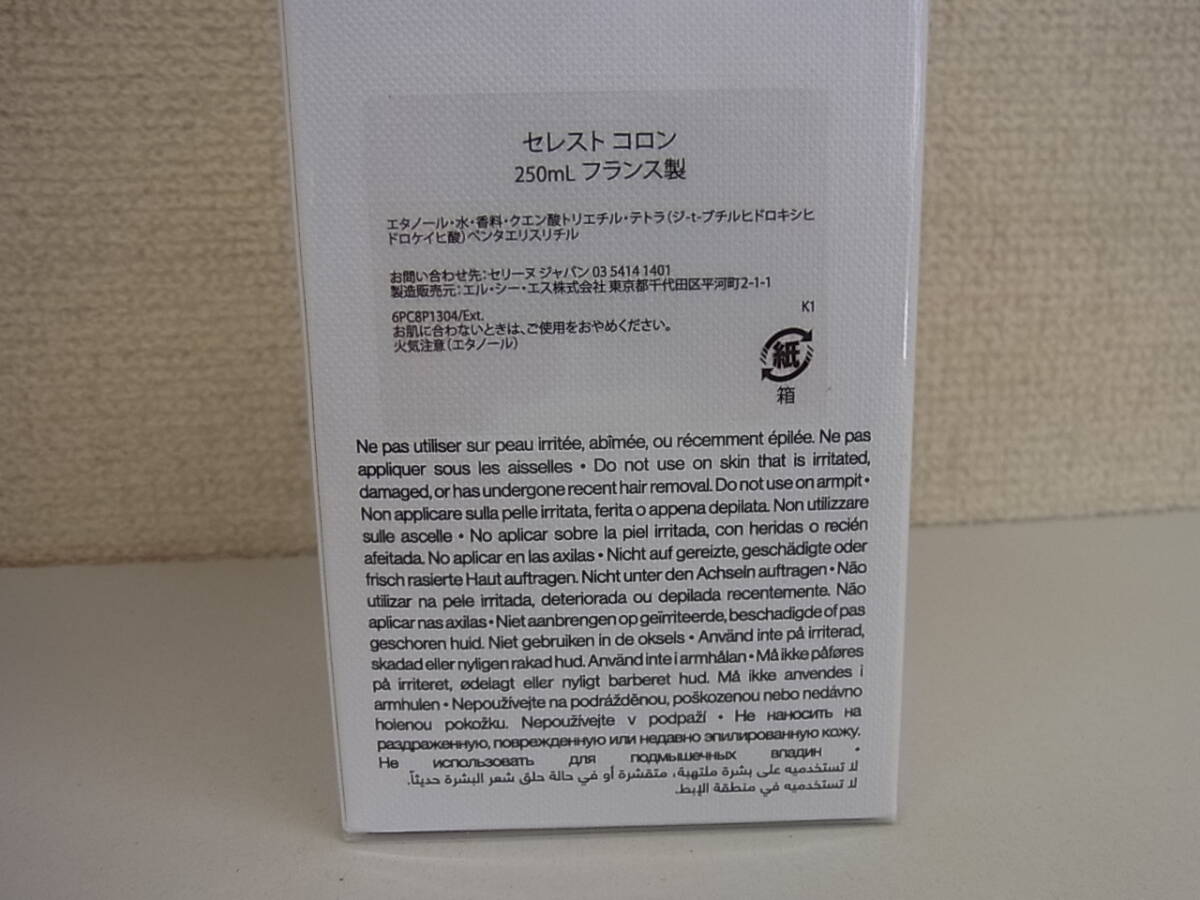 セレスト コロン
250mL フランス製
エタノール・水・香料・クエン酸トリエチル・テトラ（ジ-t-ブチルヒドロキシヒ
ドロケイヒ酸）ペンタエリスリチル
お問い合わせ先：セリーヌ ジャパン 03 5414 1401
製造販売元：エル・シー・エス株式会社 東京都千代田区平河町2-1-1
K1
6PC8P1304/Ext.
お肌に合わないときは、ご使用をおやめください。
火気注意（エタノール）
紙
箱
Ne pas utiliser sur peau irritée, abîmée, ou récemment épilée. Ne pas
appliquer sous les aisselles • Do not use on skin that is irritated,
damaged, or has undergone recent hair removal. Do not use on armpit •
Non applicare sulla pelle irritata, ferita o appena depilata. Non utilizzare
sulle ascelle • No aplicar sobre la piel irritada, con heridas o recién
afeitada. No aplicar en las axilas • Nicht auf gereizte, geschädigte oder
frisch rasierte Haut auftragen. Nicht unter den Achseln auftragen • Não
utilizar na pele irritada, deteriorada ou depilada recentemente. Não
aplicar nas axilas • Niet aanbrengen op geïrriteerde, beschadigde of pas
geschoren huid. Niet gebruiken in de oksels • Använd inte på irriterad,
skadad eller nyligen rakad hud. Använd inte i armhålan • Må ikke påføres
på irriteret, ødelagt eller nyligt barberet hud. Må ikke anvendes i
armhulen • Nepoužívejte na podrážděnou, poškozenou nebo nedávno
holenou pokožku. Nepoužívejte v podpaží • Не наносить на
раздраженную, поврежденную или недавно эпилированную кожу.
Не использовать для подмышечных впадин •
لا تستخدميه على بشرة ملتهبة، متقشرة أو في حالة حلق شعر البشرة حديثاً.
لا تستخدميه في منطقة الإبط.